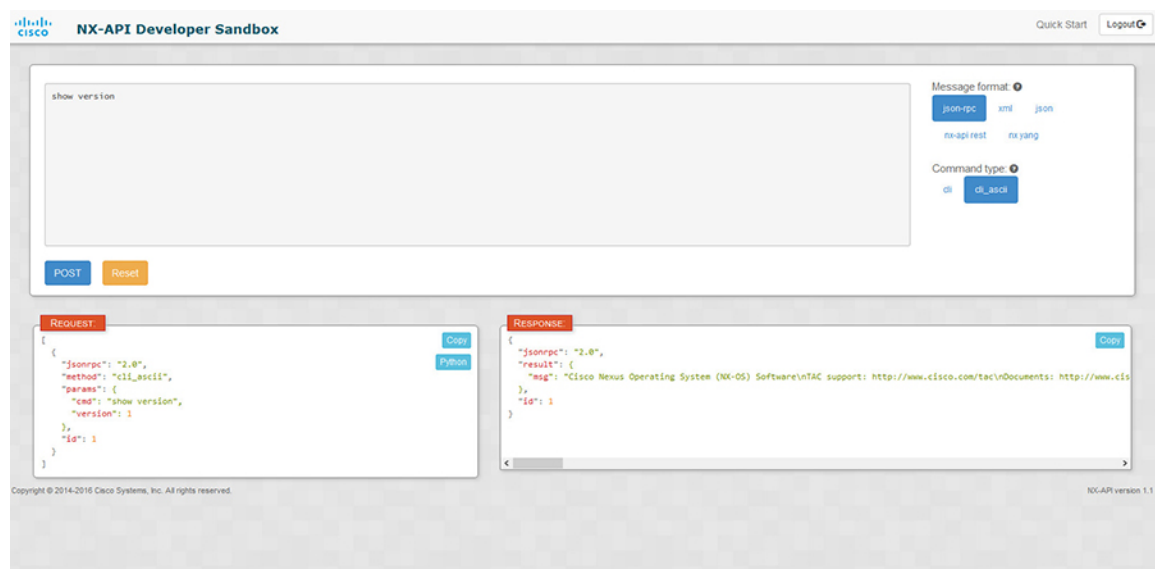 CISCO
NX-API Developer Sandbox
Quick Start
Logout
show version
Message format:
json-rpc
xml
json
nx-api rest
nx yang
Command type:
cli
cli_ascii
POST
Reset
REQUEST:
Copy
Python
[
  {
    "jsonrpc": "2.0",
    "method": "cli_ascii",
    "params": {
      "cmd": "show version",
      "version": 1
    },
    "id": 1
  }
]
RESPONSE:
Copy
{
  "jsonrpc": "2.0",
  "result": {
    "msg": "Cisco Nexus Operating System (NX-OS) Software\nTAC support: http://www.cisco.com/tac\nDocuments: http://www.cis
  },
  "id": 1
}
Copyright © 2014-2016 Cisco Systems, Inc. All rights reserved.
NX-API version 1.1